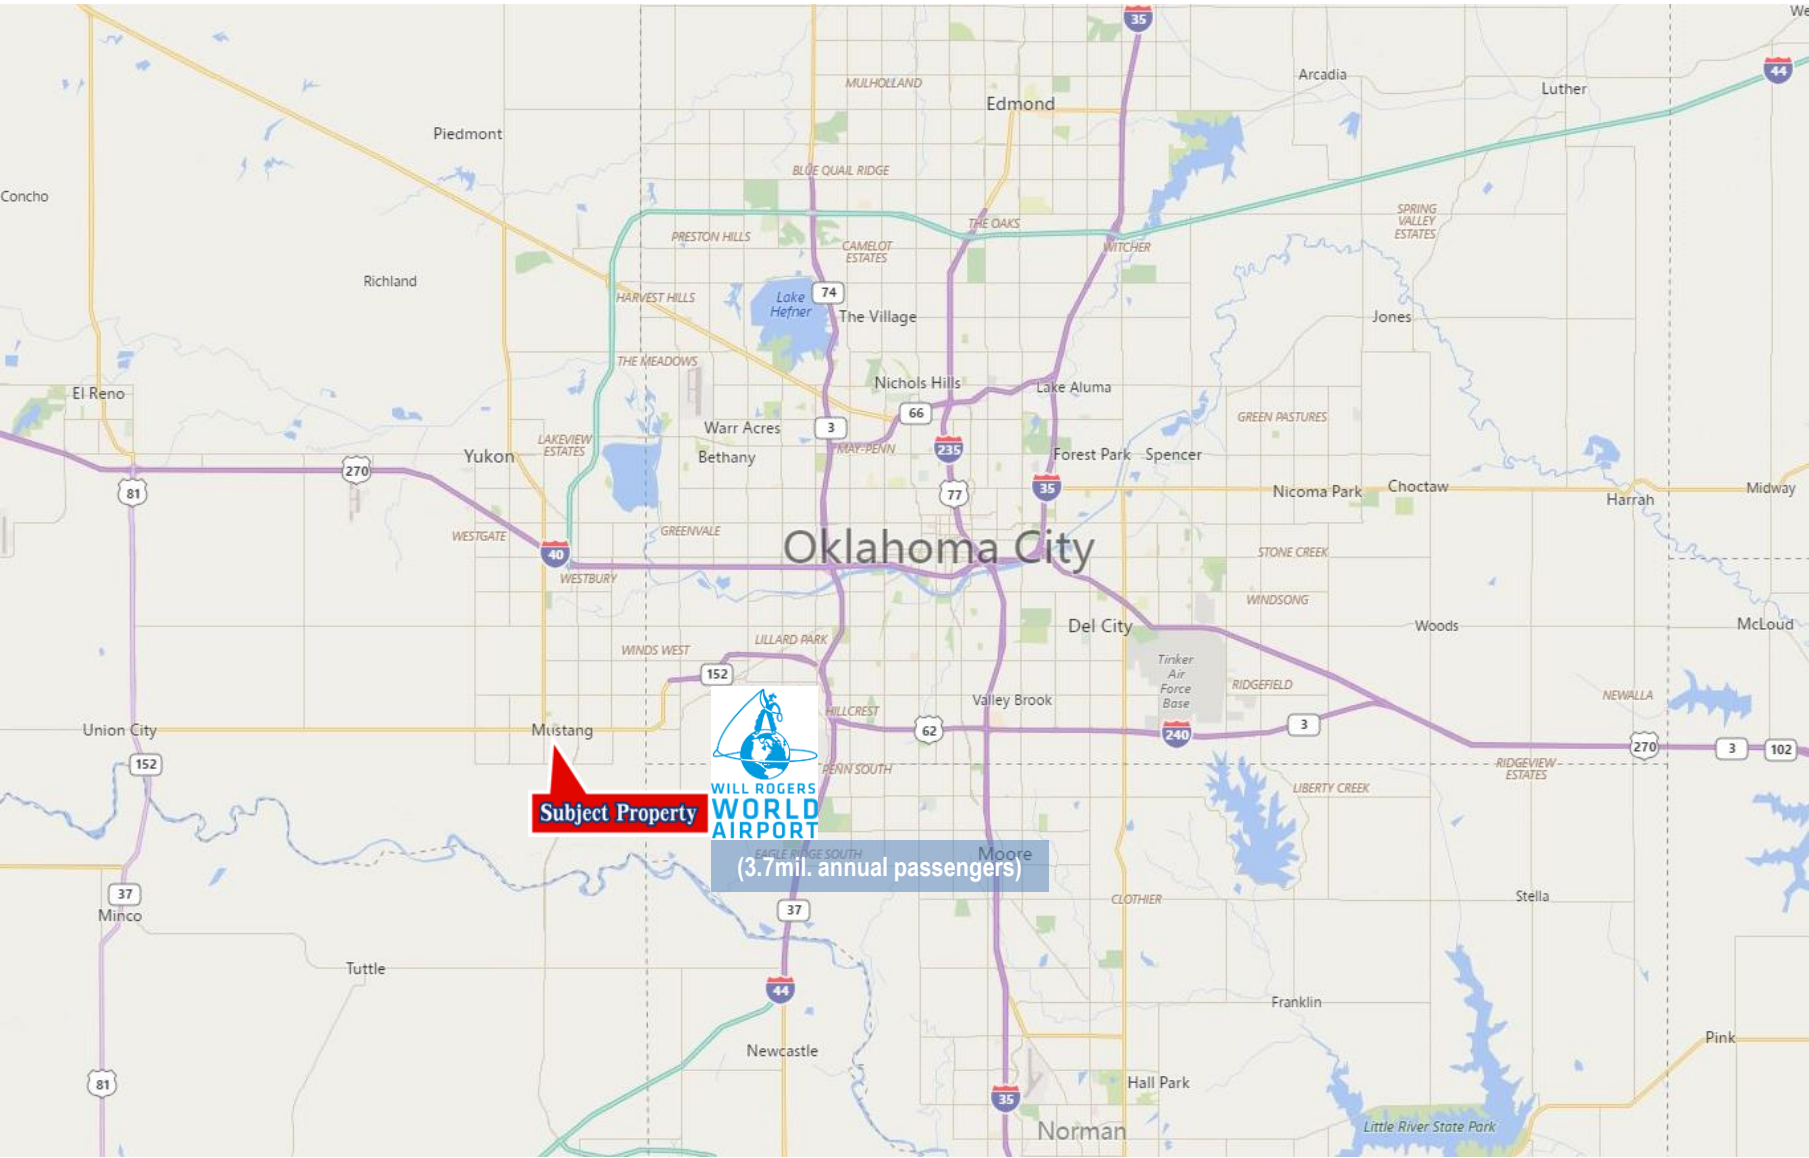 35
We
Arcadia
44
Luther
MULHOLLAND
Edmond
Piedmont
BLUE QUAIL RIDGE
Concho
THE OAKS
SPRING
VALLEY
ESTATES
PRESTON HILLS
CAMELOT
ESTATES
WITCHER
Richland
HARVEST HILLS
Lake
Hefner
74
The Village
Jones
THE MEADOWS
El Reno
Nichols Hills
Lake Aluma
66
GREEN PASTURES
Warr Acres
3
LAKEVIEW
ESTATES
MAY-PENN
235
Yukon
Bethany
Forest Park
Spencer
270
81
77
35
Nicoma Park
Choctaw
Harrah
Midway
WESTGATE
GREENVALE
Oklahoma City
40
STONE CREEK
WESTBURY
WINDSONG
Del City
Woods
McLoud
LILLARD PARK
WINDS WEST
152
Tinker
Air
Force
Base
RIDGEFIELD
NEWALLA
Valley Brook
HILLCREST
Union City
Mustang
62
240
3
270
3
102
152
PENN SOUTH
RIDGEVIEW
ESTATES
LIBERTY CREEK
WILL ROGERS
WORLD
AIRPORT
Subject Property
EAGLE RIDGE SOUTH
Moore
(3.7mil. annual passengers)
37
Minco
37
CLOTHIER
Stella
Tuttle
44
Franklin
Newcastle
Pink
81
Hall Park
35
Norman
Little River State Park